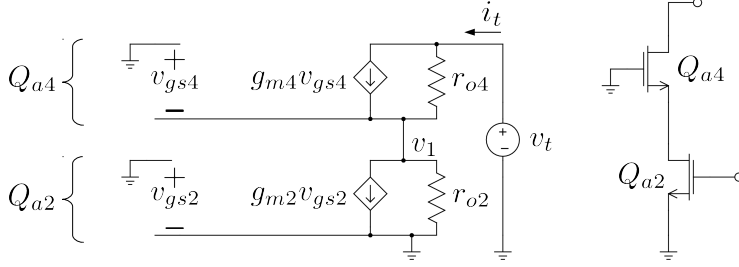 i_t
Q_{a4} { + v_{gs4} − g_{m4}v_{gs4} r_{o4} Q_{a4}
v_1 + − v_t
Q_{a2} { + v_{gs2} − g_{m2}v_{gs2} r_{o2} Q_{a2}